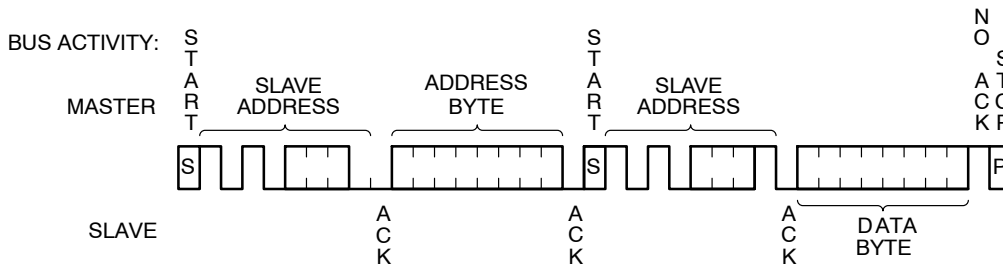 BUS ACTIVITY:
MASTER
START
SLAVE
ADDRESS
ADDRESS
BYTE
START
SLAVE
ADDRESS
NO ACK
STOP
S
S
P
SLAVE
ACK
ACK
ACK
DATA
BYTE